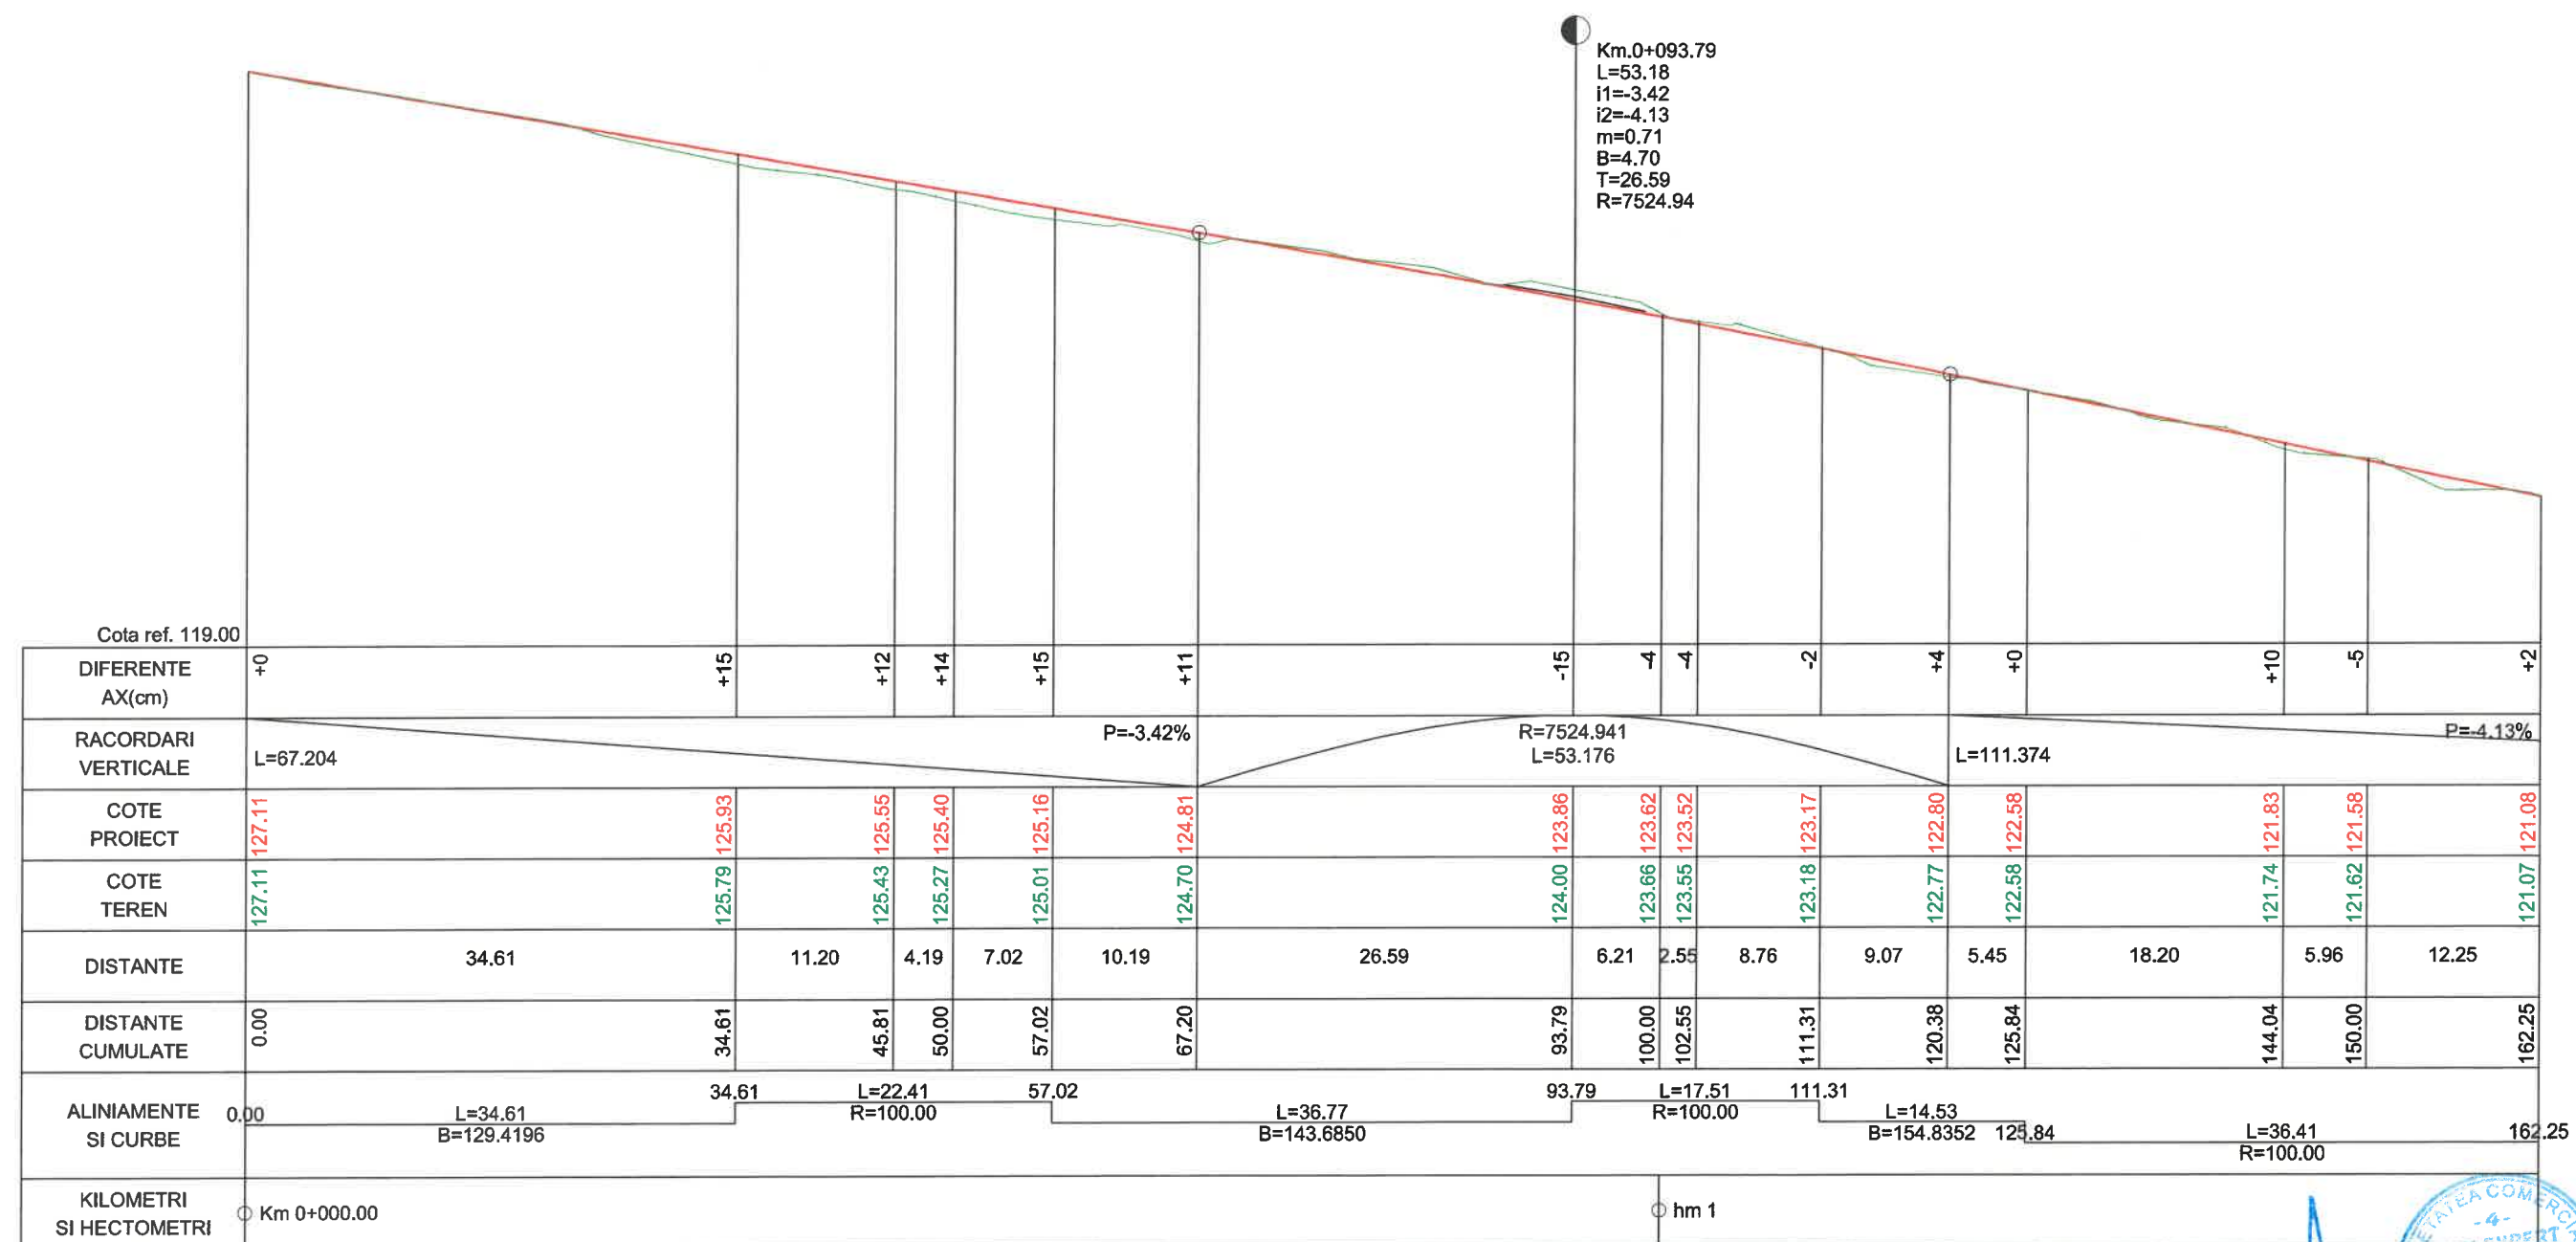 Km.0+093.79
L=53.18
i1=-3.42
i2=-4.13
m=0.71
B=4.70
T=26.59
R=7524.94
Cota ref. 119.00
DIFERENTE
AX(cm)
+0 +15 +12 +14 +15 +11 -15 -4 -4 -2 +4 +0 +10 -5 +2
RACORDARI
VERTICALE
L=67.204
P=-3.42%
R=7524.941
L=53.176
L=111.374
P=-4.13%
COTE
PROIECT
127.11 125.93 125.55 125.40 125.16 124.81 123.86 123.62 123.52 123.17 122.80 122.58 121.83 121.58 121.08
COTE
TEREN
127.11 125.79 125.43 125.27 125.01 124.70 124.00 123.66 123.55 123.18 122.77 122.58 121.74 121.62 121.07
DISTANTE
34.61 11.20 4.19 7.02 10.19 26.59 6.21 2.55 8.76 9.07 5.45 18.20 5.96 12.25
DISTANTE
CUMULATE
0.00 34.61 45.81 50.00 57.02 67.20 93.79 100.00 102.55 111.31 120.38 125.84 144.04 150.00 162.25
ALINIAMENTE
SI CURBE
0.00
L=34.61
B=129.4196
34.61
L=22.41
R=100.00
57.02
L=36.77
B=143.6850
93.79
L=17.51
R=100.00
111.31
L=14.53
B=154.8352
125.84
L=36.41
R=100.00
162.25
KILOMETRI
SI HECTOMETRI
Km 0+000.00
hm 1
-4-